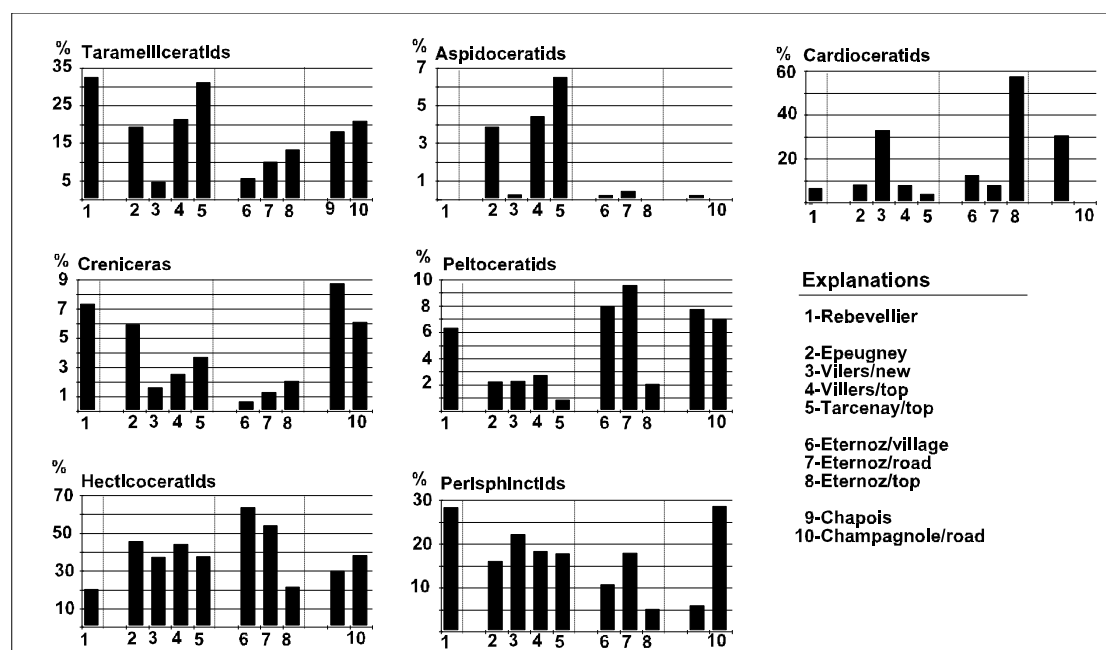 % Taramelliceratids
35
25
15
5
1 2 3 4 5 6 7 8 9 10
% Aspidoceratids
7
5
3
1
1 2 3 4 5 6 7 8 10
% Cardioceratids
60
40
20
1 2 3 4 5 6 7 8 10
% Creniceras
9
7
5
3
1
1 2 3 4 5 6 7 8 10
% Peltoceratids
10
8
6
4
2
1 2 3 4 5 6 7 8 10
% Hecticoceratids
70
50
30
10
1 2 3 4 5 6 7 8 10
% Perisphinctids
30
20
10
1 2 3 4 5 6 7 8 10
Explanations
1-Rebevellier
2-Epeugney
3-Vilers/new
4-Villers/top
5-Tarcenay/top
6-Eternoz/village
7-Eternoz/road
8-Eternoz/top
9-Chapois
10-Champagnole/road